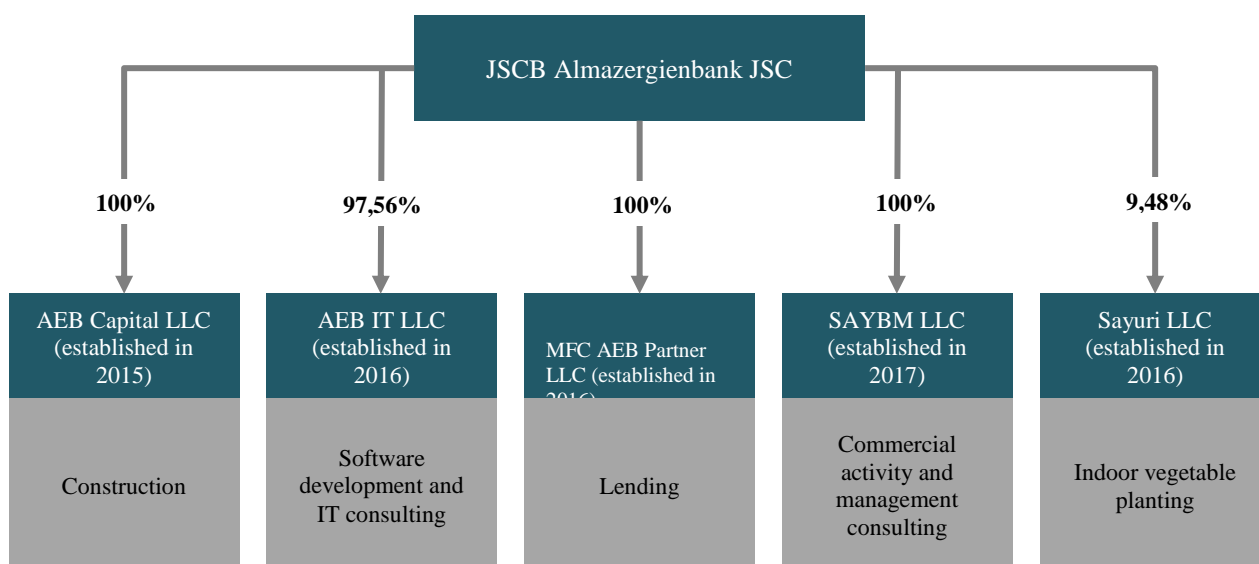 JSCB Almazergienbank JSC
100%
97,56%
100%
100%
9,48%
AEB Capital LLC
(established in
2015)
AEB IT LLC
(established in
2016)
MFC AEB Partner
LLC (established in
2016)
SAYBM LLC
(established in
2017)
Sayuri LLC
(established in
2016)
Construction
Software
development and
IT consulting
Lending
Commercial
activity and
management
consulting
Indoor vegetable
planting